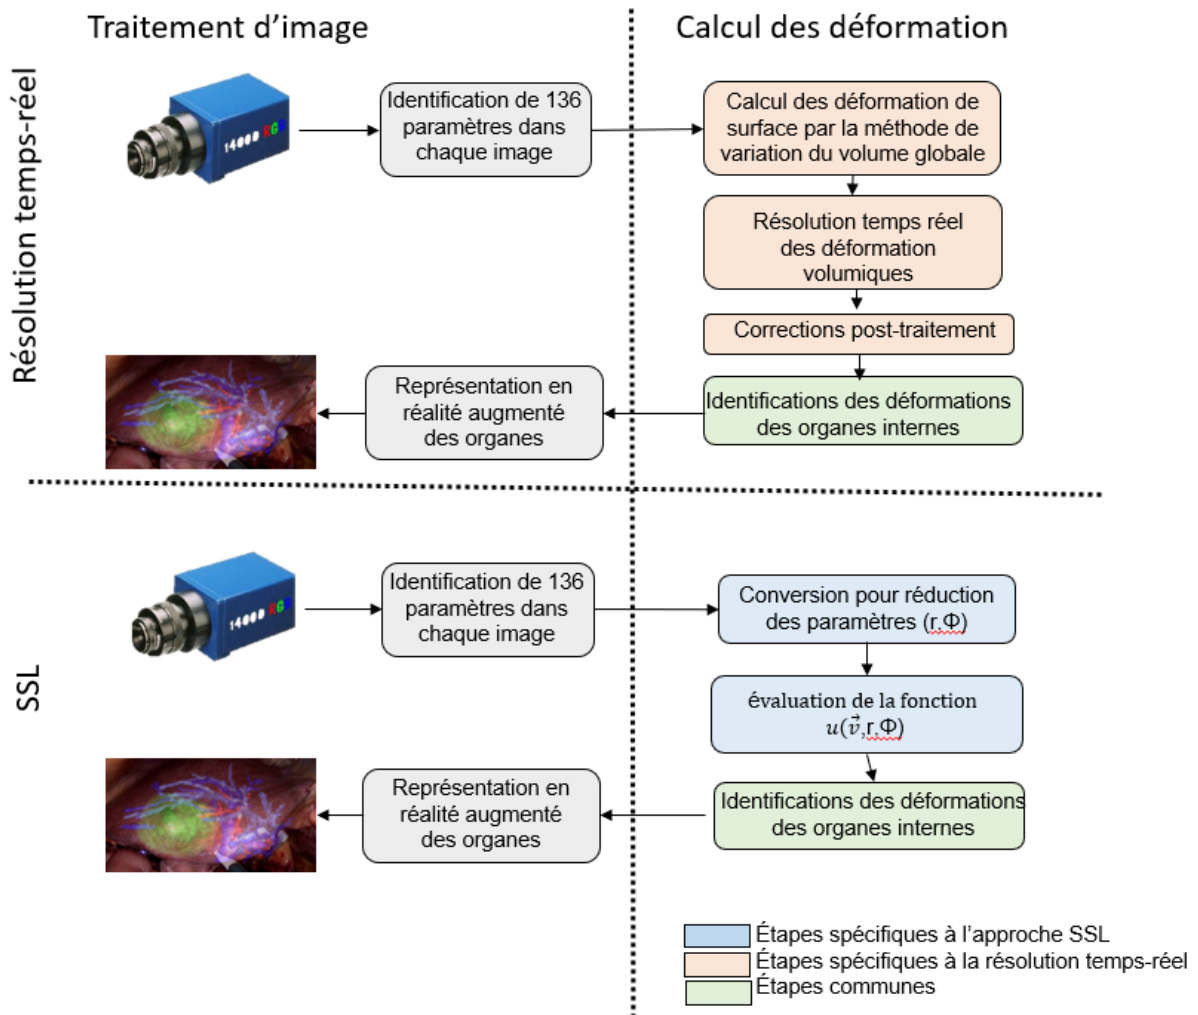 Traitement d’image
Calcul des déformation
Résolution temps-réel
1400D RGB
Identification de 136
paramètres dans
chaque image
Calcul des déformation de
surface par la méthode de
variation du volume globale
Résolution temps réel
des déformation
volumiques
Corrections post-traitement
Identifications des déformations
des organes internes
Représentation en
réalité augmenté
des organes
SSL
1400D RGB
Identification de 136
paramètres dans
chaque image
Conversion pour réduction
des paramètres (r,Φ)
évaluation de la fonction
u(v⃗,r,Φ)
Identifications des déformations
des organes internes
Représentation en
réalité augmenté
des organes
Étapes spécifiques à l’approche SSL
Étapes spécifiques à la résolution temps-réel
Étapes communes